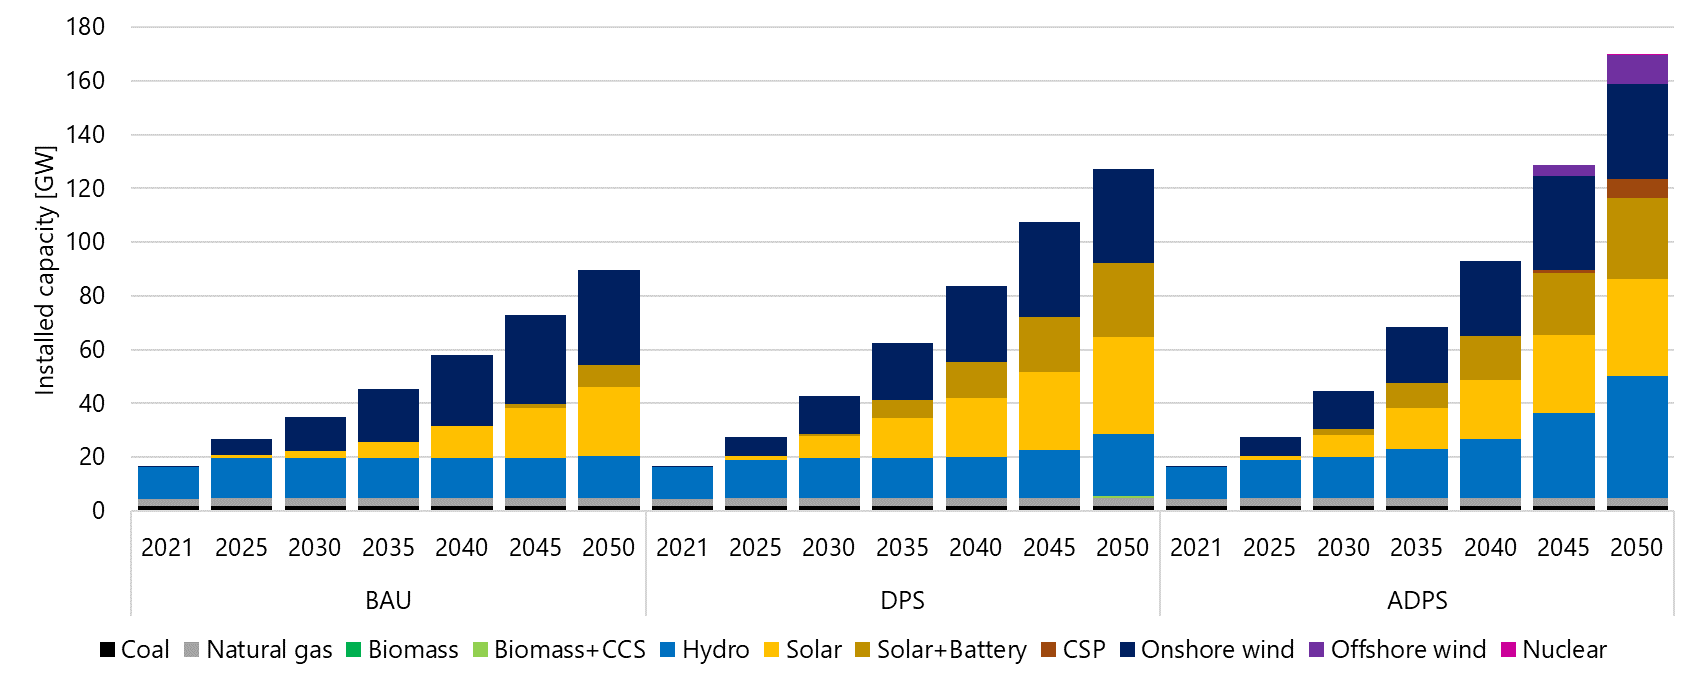 180
160
140
120
100
80
60
40
20
0
Installed capacity [GW]
2021 2025 2030 2035 2040 2045 2050 2021 2025 2030 2035 2040 2045 2050 2021 2025 2030 2035 2040 2045 2050
BAU DPS ADPS
Coal Natural gas Biomass Biomass+CCS Hydro Solar Solar+Battery CSP Onshore wind Offshore wind Nuclear